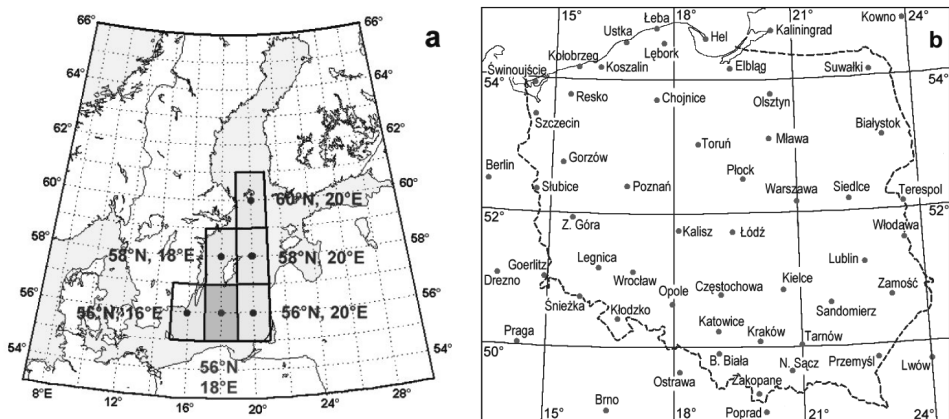 66°
66°
64°
64°
62°
62°
60°
60°
58°
58°
56°
56°
54°
54°
8°E
12°
16°
20°
24°
a
60°N, 20°E
58°N, 18°E
58°N, 20°E
56°N, 16°E
56°N, 20°E
56°N
18°E
b
15°
18°
21°
24°
Kowno
Łeba
Ustka
Hel
Kaliningrad
Lębork
Kołobrzeg
Koszalin
Elbląg
Suwałki
Świnoujście
54°
54°
Resko
Chojnice
Olsztyn
Szczecin
Białystok
Toruń
Mława
Gorzów
Berlin
Płock
Słubice
Poznań
Warszawa
Siedlce
Terespol
52°
52°
Z. Góra
Kalisz
Łódź
Włodawa
Lublin
Goerlitz
Legnica
Drezno
Wrocław
Częstochowa
Kielce
Zamość
Śnieżka
Opole
Sandomierz
Kłodzko
Katowice
Praga
Kraków
Tarnów
50°
50°
B. Biała
N. Sącz
Przemyśl
Lwów
Ostrawa
Zakopane
Brno
Poprad
15°
18°
21°
24°